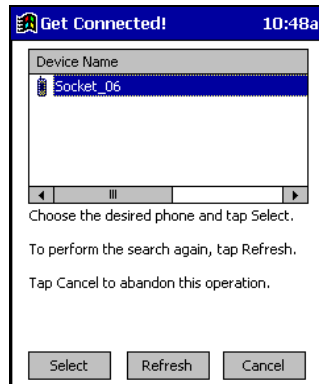 Get Connected! 10:48a
Device Name
Socket_06
Choose the desired phone and tap Select.
To perform the search again, tap Refresh.
Tap Cancel to abandon this operation.
Select Refresh Cancel